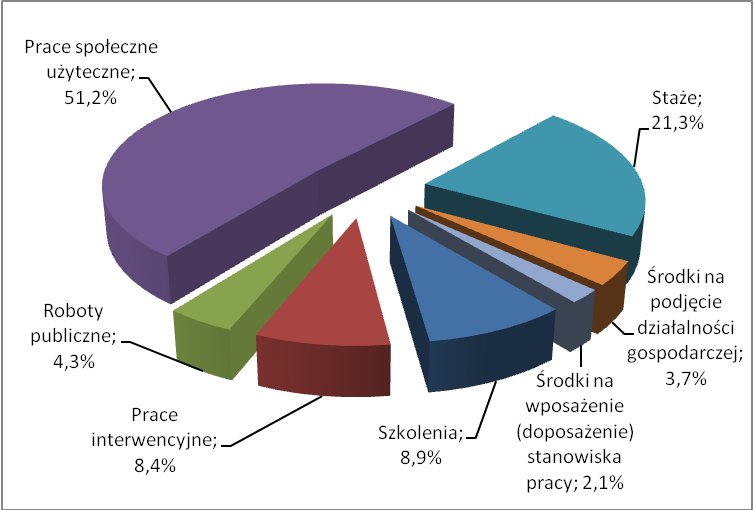 Prace społeczne
użyteczne;
51,2%
Staże;
21,3%
Środki na
podjęcie
działalności
gospodarczej;
3,7%
Środki na
wposażenie
(doposażenie)
stanowiska
pracy; 2,1%
Szkolenia;
8,9%
Prace
interwencyjne;
8,4%
Roboty
publiczne;
4,3%